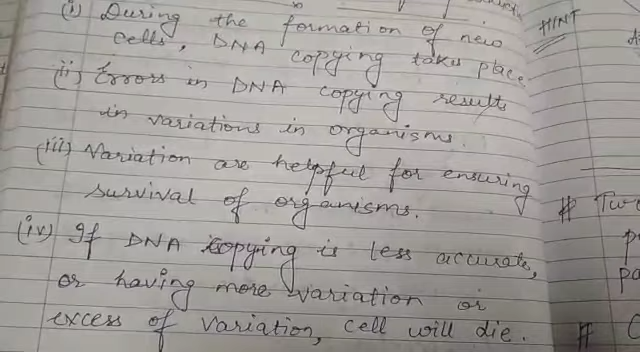 (i) During the formation of new
cells, DNA copying takes place.
(ii) Errors in DNA copying results
in variations in organisms.
(iii) Variation are helpful for ensuring
survival of organisms.
(iv) If DNA copying is less accurate,
or having more variation or
excess of variation, cell will die.
HINT
# Two